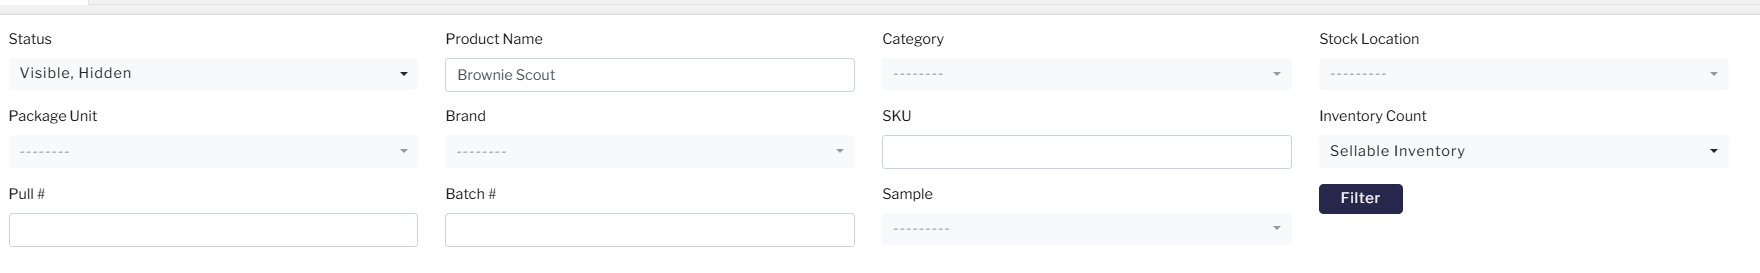 Status Product Name Category Stock Location
Visible, Hidden Brownie Scout -------- ---------
Package Unit Brand SKU Inventory Count
-------- -------- Sellable Inventory
Pull # Batch # Sample Filter
---------